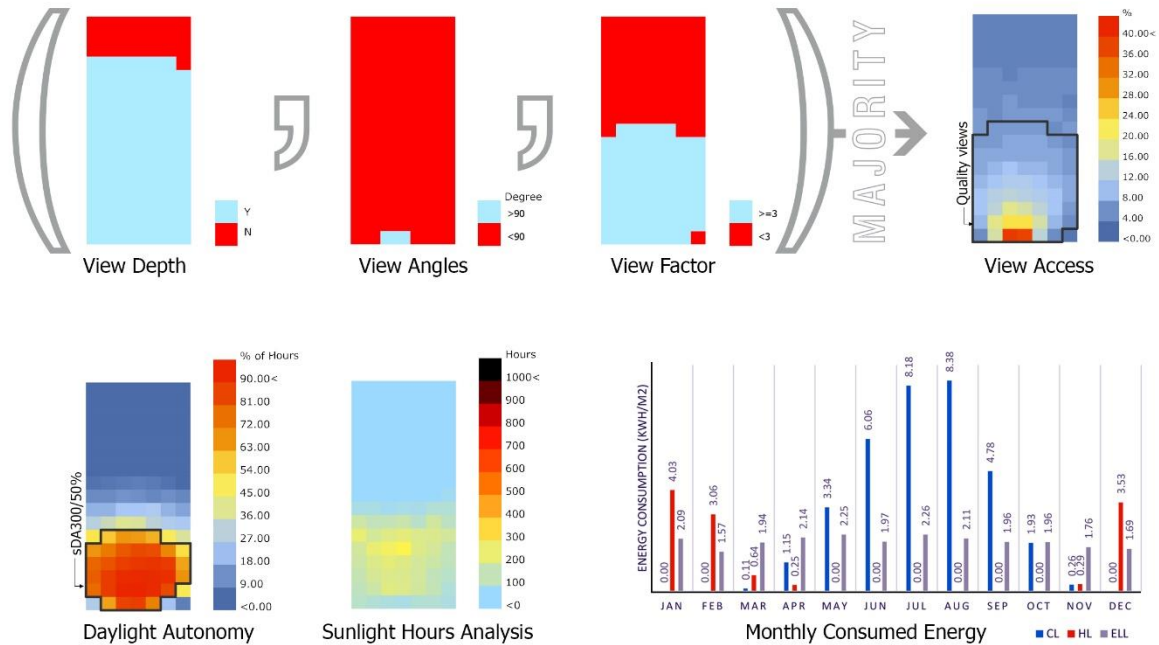 Y
N
View Depth
,
Degree
>90
<90
View Angles
,
>=3
<3
View Factor
MAJORITY
Quality views
%
40.00<
36.00
32.00
28.00
24.00
20.00
16.00
12.00
8.00
4.00
<0.00
View Access
sDA300/50%
% of Hours
90.00<
81.00
72.00
63.00
54.00
45.00
36.00
27.00
18.00
9.00
<0.00
Daylight Autonomy
Hours
1000<
900
800
700
600
500
400
300
200
100
<0
Sunlight Hours Analysis
ENERGY CONSUMPTION (KWH/M2)
0.00 4.03 2.09
0.00 3.06 1.57
0.11 0.64 1.94
1.15 0.25 2.14
3.34 0.00 2.25
6.06 0.00 1.97
8.18 0.00 2.26
8.38 0.00 2.11
4.78 0.00 1.96
1.93 0.00 1.96
0.26 0.29 1.76
0.00 3.53 1.69
JAN FEB MAR APR MAY JUN JUL AUG SEP OCT NOV DEC
Monthly Consumed Energy
CL HL ELL